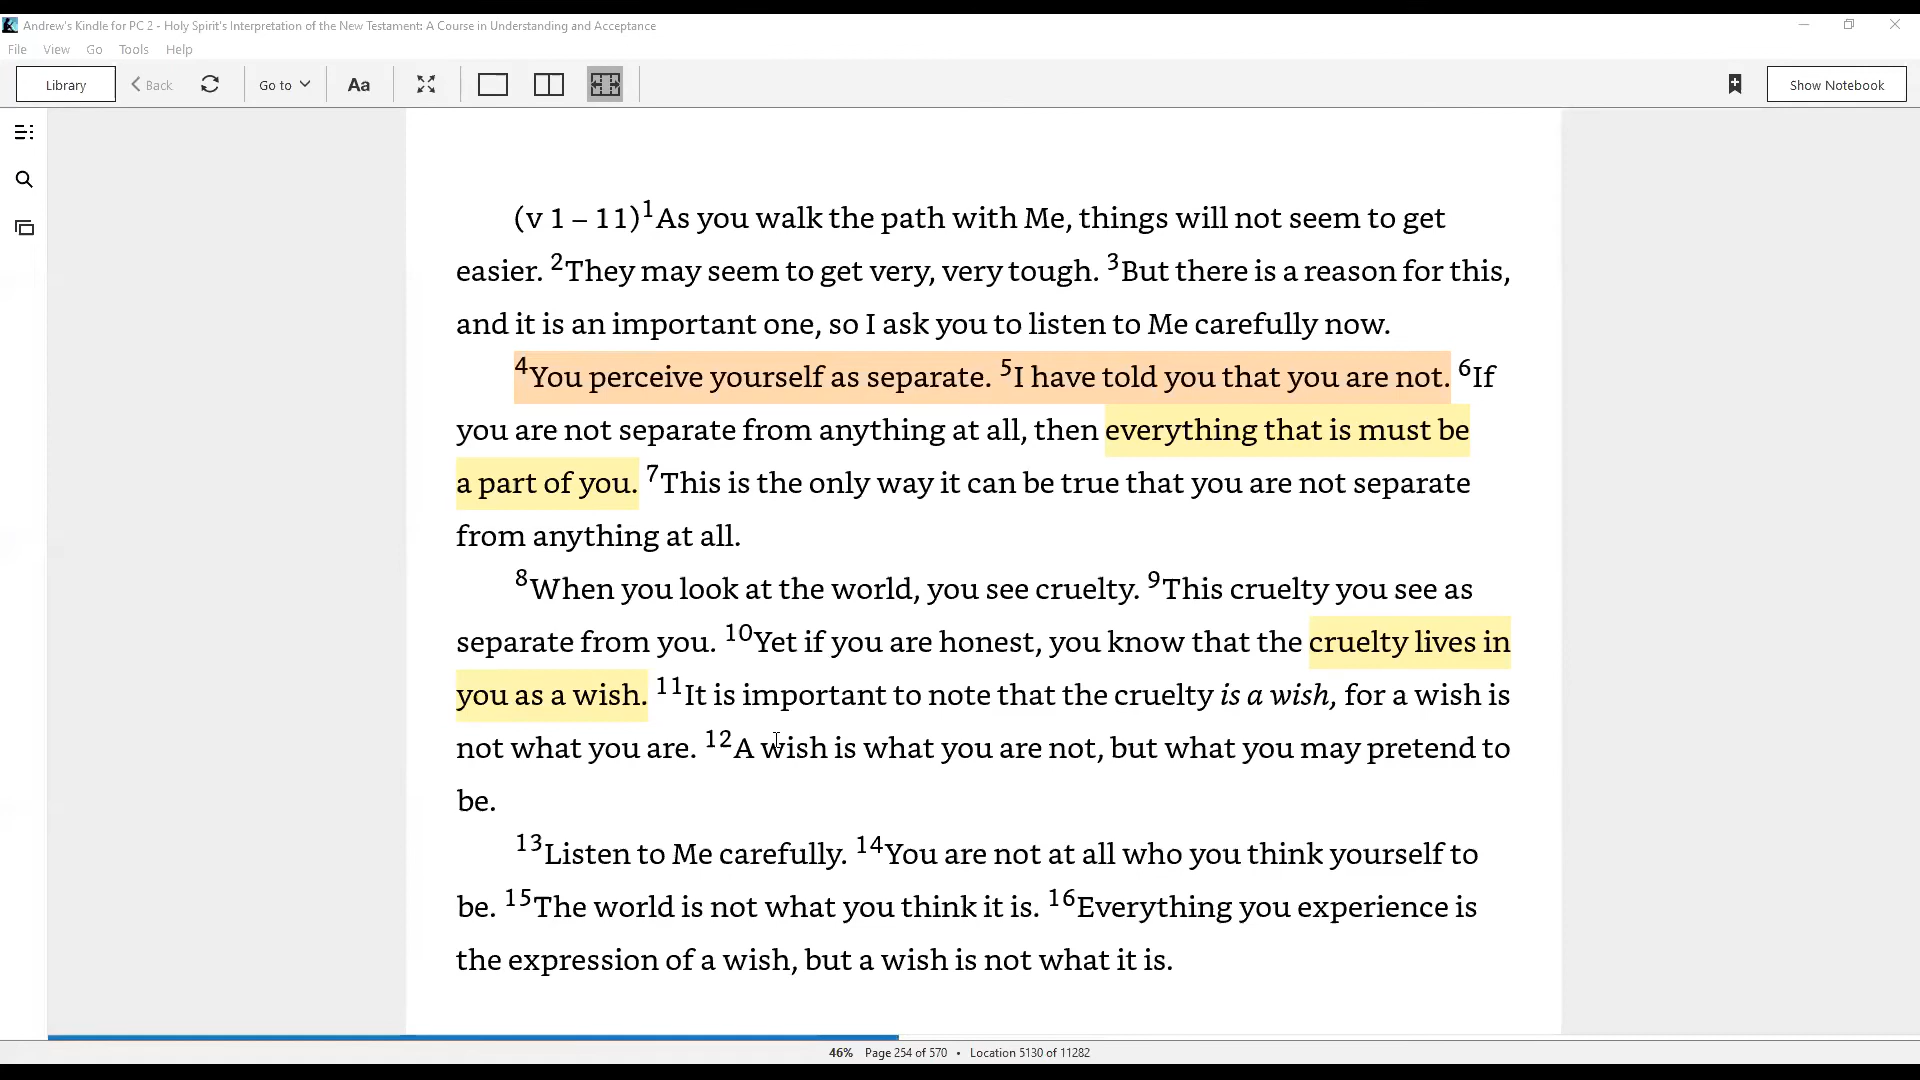 Andrew's Kindle for PC 2 - Holy Spirit's Interpretation of the New Testament: A Course in Understanding and Acceptance
File View Go Tools Help
Library Back Go to Aa Show Notebook
(v 1 – 11)¹As you walk the path with Me, things will not seem to get
easier. ²They may seem to get very, very tough. ³But there is a reason for this,
and it is an important one, so I ask you to listen to Me carefully now.
⁴You perceive yourself as separate. ⁵I have told you that you are not. ⁶If
you are not separate from anything at all, then everything that is must be
a part of you. ⁷This is the only way it can be true that you are not separate
from anything at all.
⁸When you look at the world, you see cruelty. ⁹This cruelty you see as
separate from you. ¹⁰Yet if you are honest, you know that the cruelty lives in
you as a wish. ¹¹It is important to note that the cruelty is a wish, for a wish is
not what you are. ¹²A wish is what you are not, but what you may pretend to
be.
¹³Listen to Me carefully. ¹⁴You are not at all who you think yourself to
be. ¹⁵The world is not what you think it is. ¹⁶Everything you experience is
the expression of a wish, but a wish is not what it is.
46% Page 254 of 570 • Location 5130 of 11282